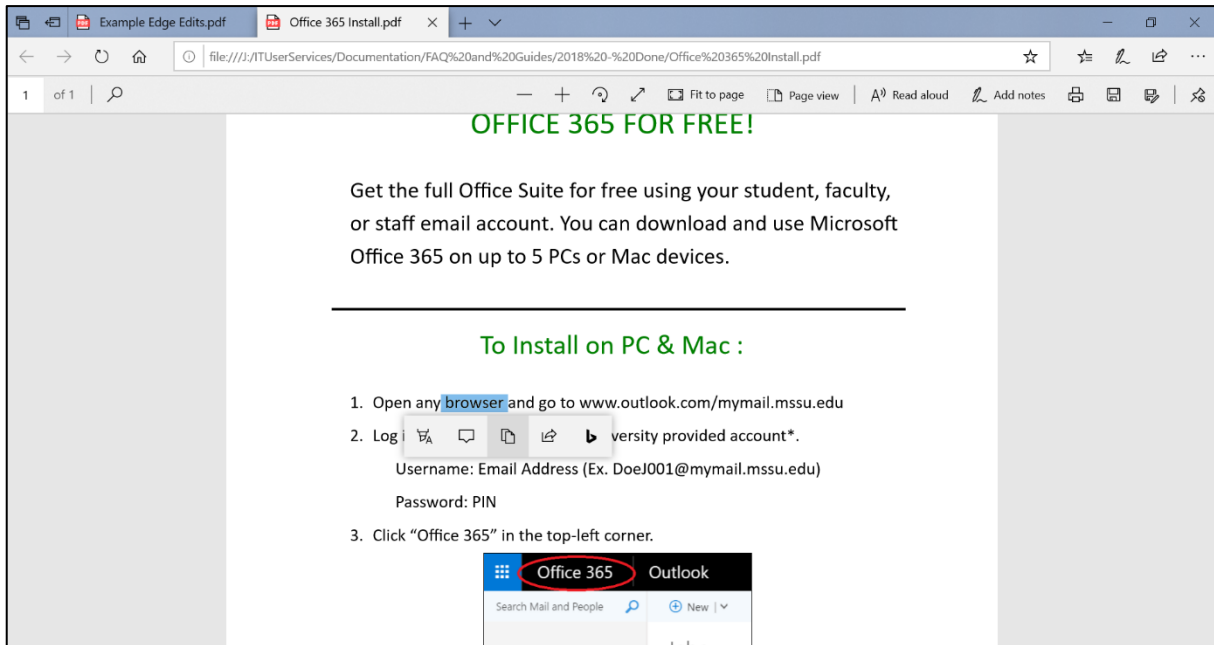 Example Edge Edits.pdf Office 365 Install.pdf
file:///J:/ITUserServices/Documentation/FAQ%20and%20Guides/2018%20-%20Done/Office%20365%20Install.pdf
1 of 1 Fit to page Page view A Read aloud Add notes
OFFICE 365 FOR FREE!
Get the full Office Suite for free using your student, faculty,
or staff email account. You can download and use Microsoft
Office 365 on up to 5 PCs or Mac devices.
To Install on PC & Mac :
1. Open any browser and go to www.outlook.com/mymail.mssu.edu
2. Log i versity provided account*.
Username: Email Address (Ex. DoeJ001@mymail.mssu.edu)
Password: PIN
3. Click “Office 365” in the top-left corner.
Office 365 Outlook
Search Mail and People New